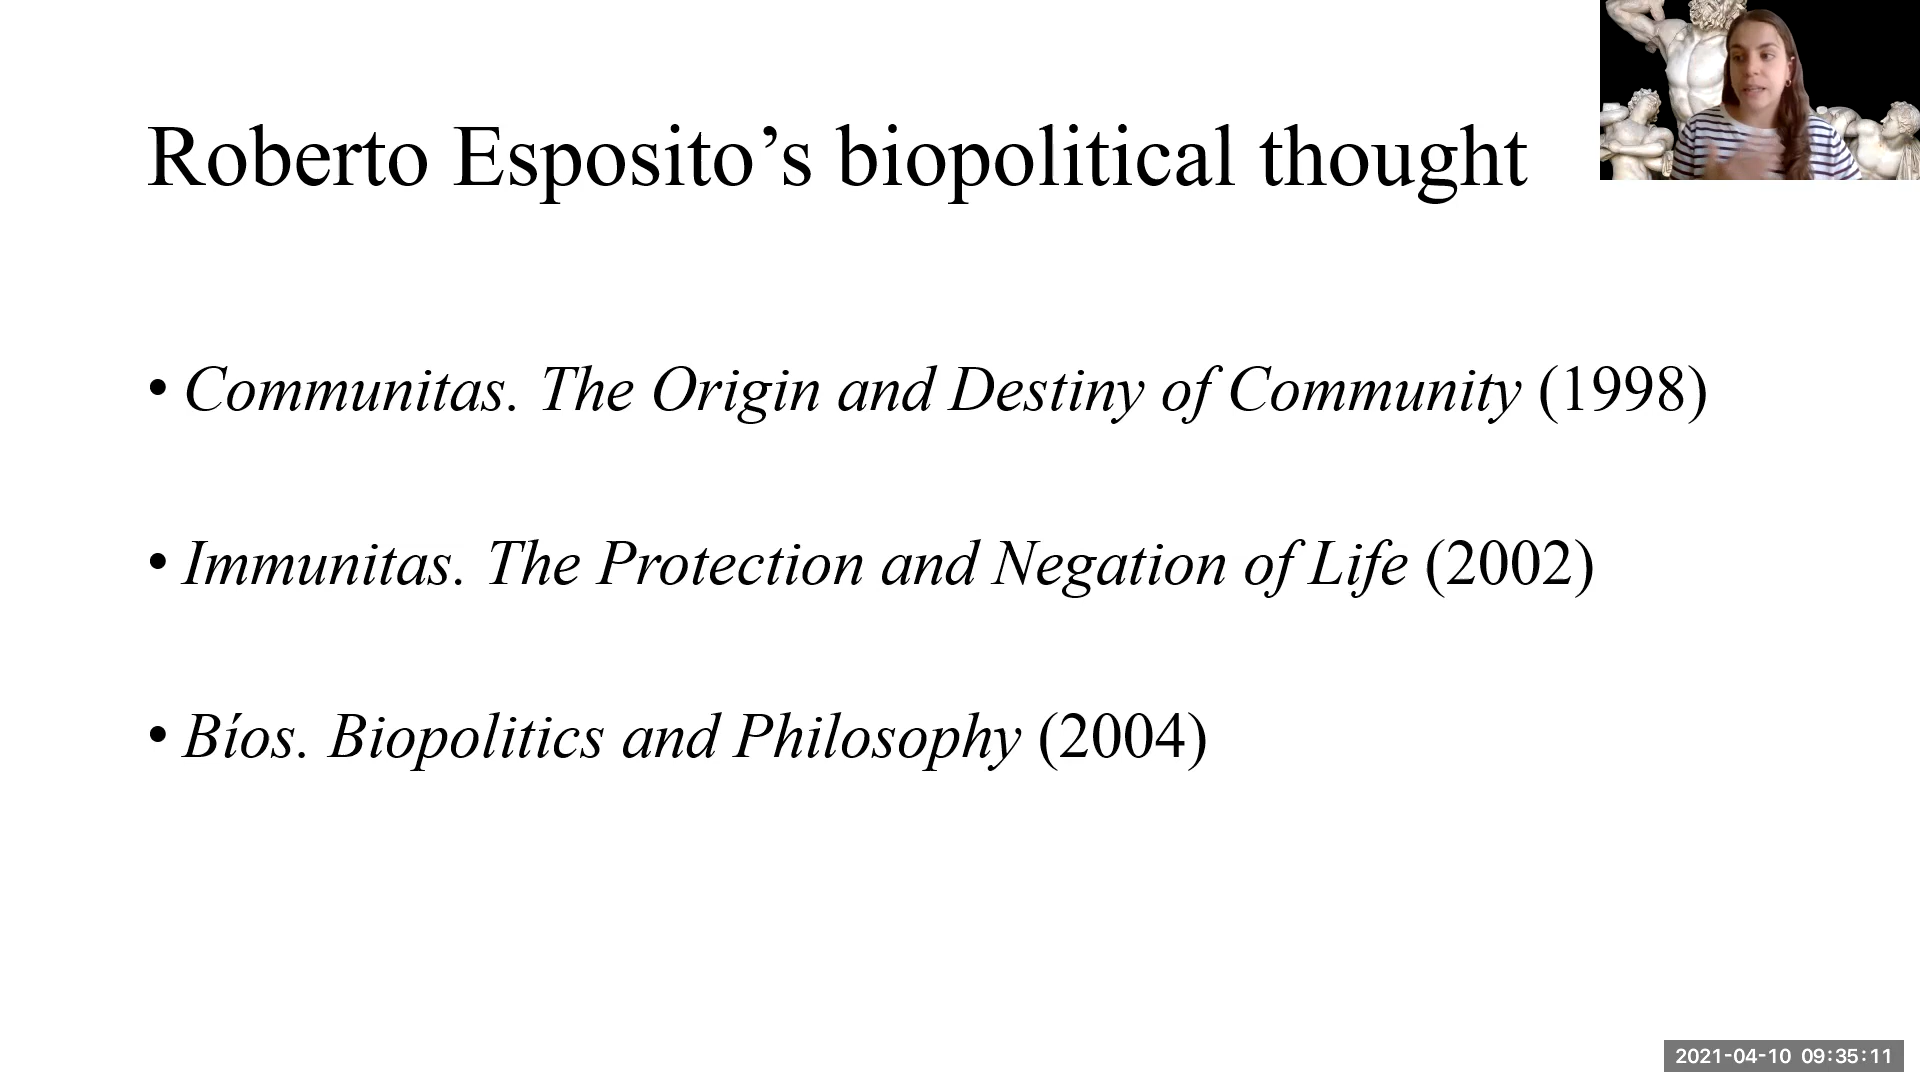 Roberto Esposito’s biopolitical thought
• Communitas. The Origin and Destiny of Community (1998)
• Immunitas. The Protection and Negation of Life (2002)
• Bíos. Biopolitics and Philosophy (2004)
2021-04-10 09:35:11